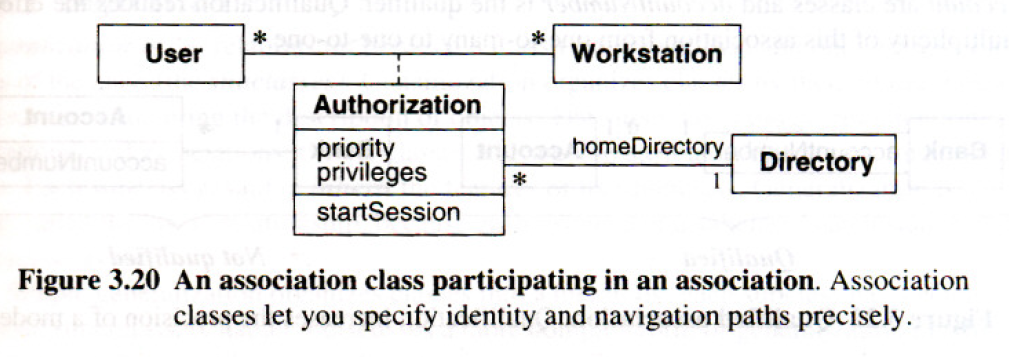 User
*
*
Workstation
Authorization
priority
privileges
startSession
homeDirectory
*
1
Directory
Figure 3.20 An association class participating in an association. Association
classes let you specify identity and navigation paths precisely.